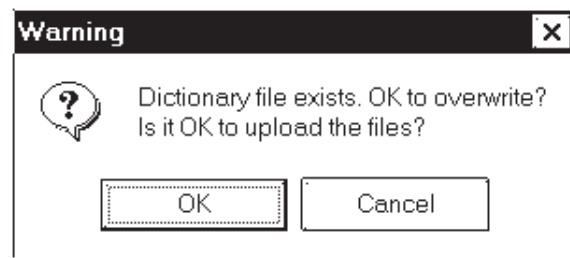 Warning
Dictionary file exists. OK to overwrite?
Is it OK to upload the files?
OK Cancel